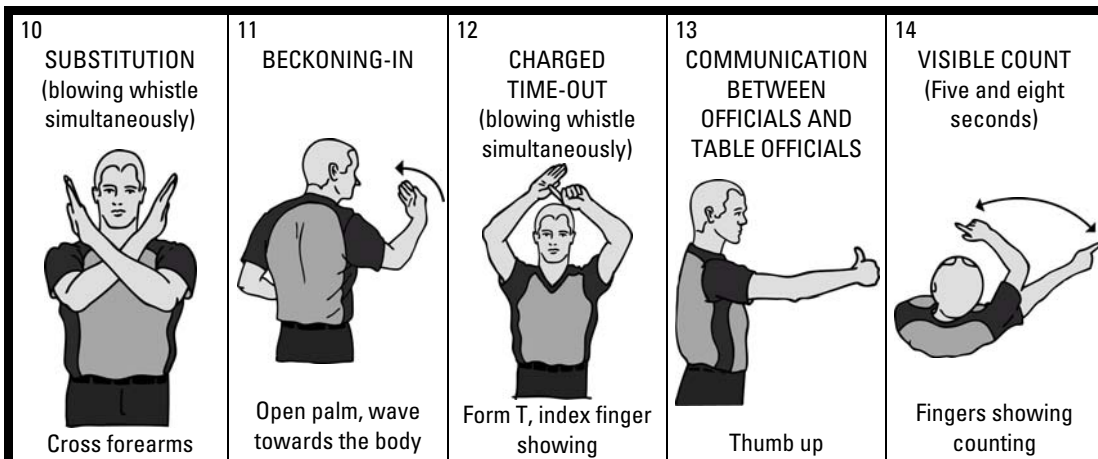 10
SUBSTITUTION
(blowing whistle
simultaneously)
Cross forearms
11
BECKONING-IN
Open palm, wave
towards the body
12
CHARGED
TIME-OUT
(blowing whistle
simultaneously)
Form T, index finger
showing
13
COMMUNICATION
BETWEEN
OFFICIALS AND
TABLE OFFICIALS
Thumb up
14
VISIBLE COUNT
(Five and eight
seconds)
Fingers showing
counting